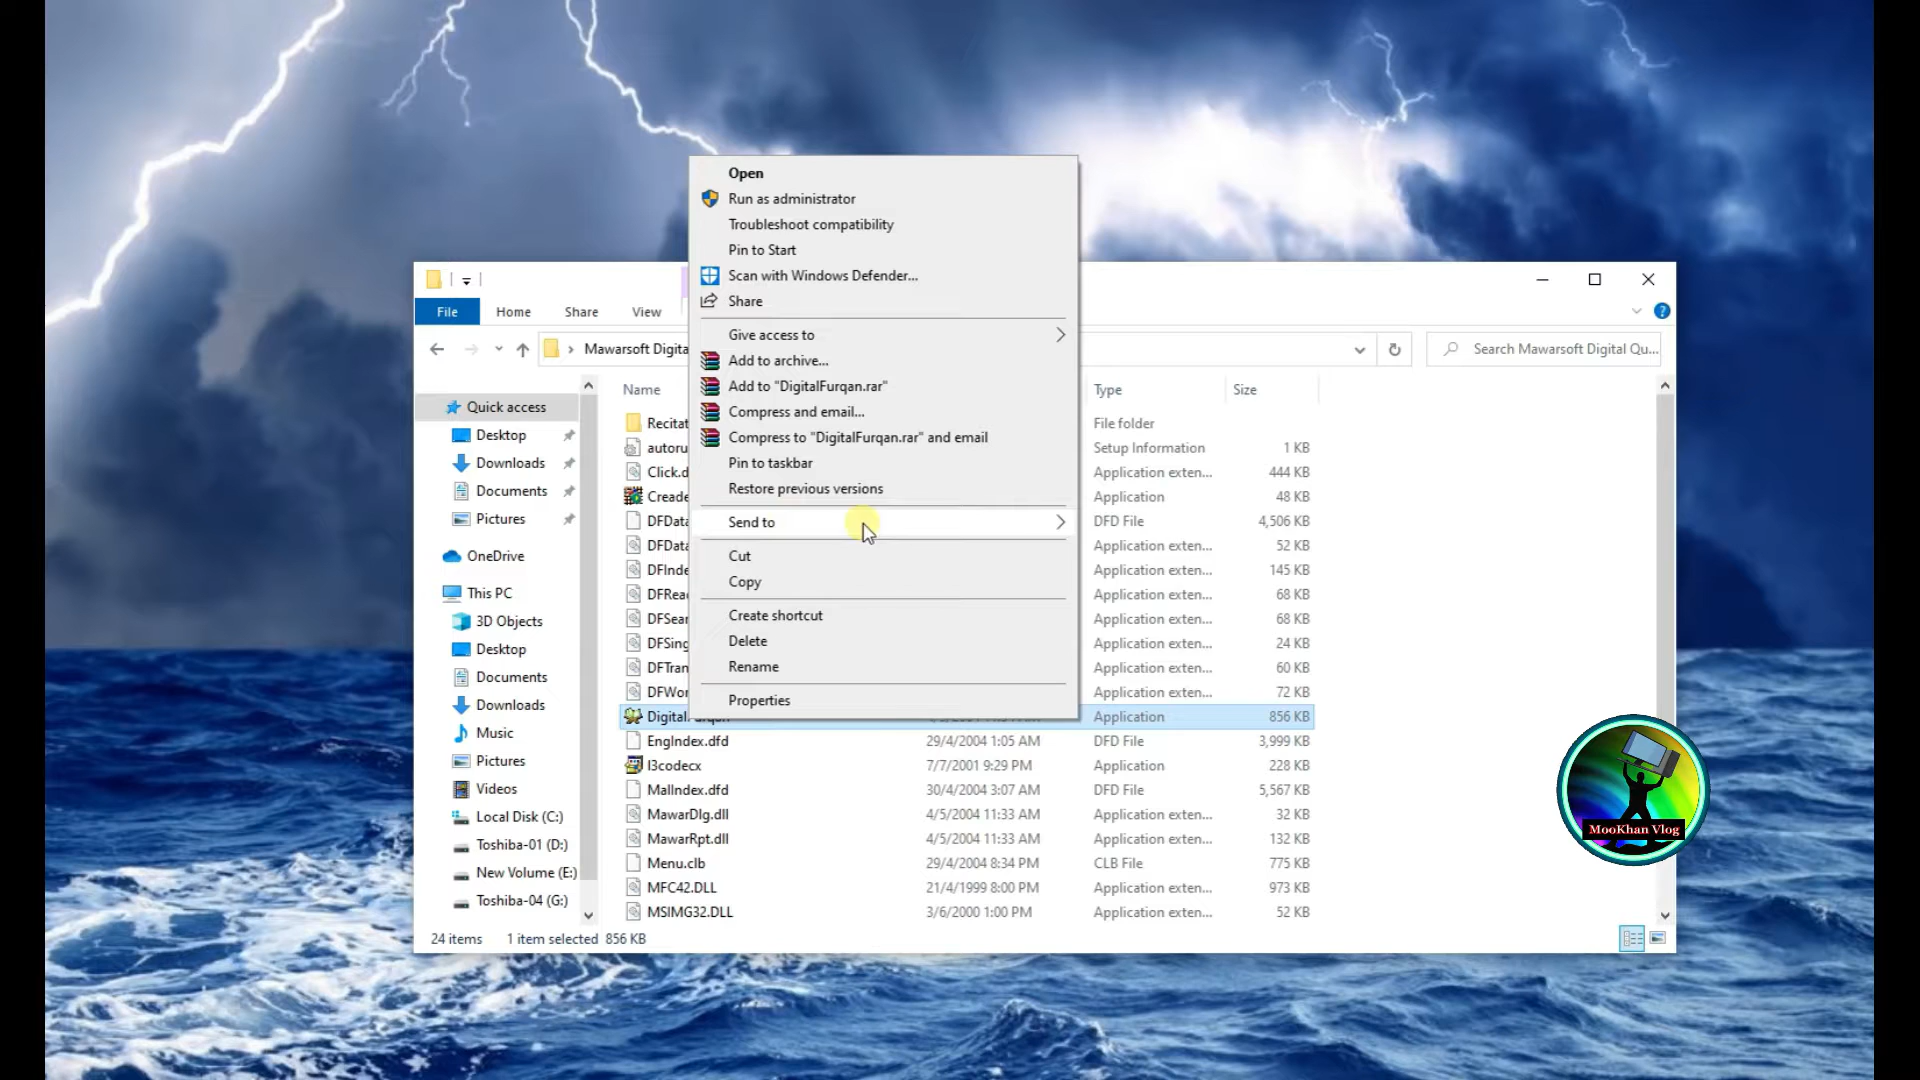 Open
Run as administrator
Troubleshoot compatibility
Pin to Start
Scan with Windows Defender...
Share
Give access to
Add to archive...
Add to "DigitalFurqan.rar"
Compress and email...
Compress to "DigitalFurqan.rar" and email
Pin to taskbar
Restore previous versions
Send to
Cut
Copy
Create shortcut
Delete
Rename
Properties
File Home Share View
Mawarsoft Digita
Search Mawarsoft Digital Qu...
Quick access
Desktop
Downloads
Documents
Pictures
OneDrive
This PC
3D Objects
Desktop
Documents
Downloads
Music
Pictures
Videos
Local Disk (C:)
Toshiba-01 (D:)
New Volume (E:)
Toshiba-04 (G:)
Name Type Size
Recitat File folder
autoru Setup Information 1 KB
Click.d Application exten... 444 KB
Creade Application 48 KB
DFData DFD File 4,506 KB
DFData Application exten... 52 KB
DFInde Application exten... 145 KB
DFRea Application exten... 68 KB
DFSear Application exten... 68 KB
DFSing Application exten... 24 KB
DFTran Application exten... 60 KB
DFWor Application exten... 72 KB
Application 856 KB
EngIndex.dfd 29/4/2004 1:05 AM DFD File 3,999 KB
l3codecx 7/7/2001 9:29 PM Application 228 KB
MalIndex.dfd 30/4/2004 3:07 AM DFD File 5,567 KB
MawarDlg.dll 4/5/2004 11:33 AM Application exten... 32 KB
MawarRpt.dll 4/5/2004 11:33 AM Application exten... 132 KB
Menu.clb 29/4/2004 8:34 PM CLB File 775 KB
MFC42.DLL 21/4/1999 8:00 PM Application exten... 973 KB
MSIMG32.DLL 3/6/2000 1:00 PM Application exten... 52 KB
24 items 1 item selected 856 KB
MooKhan Vlog